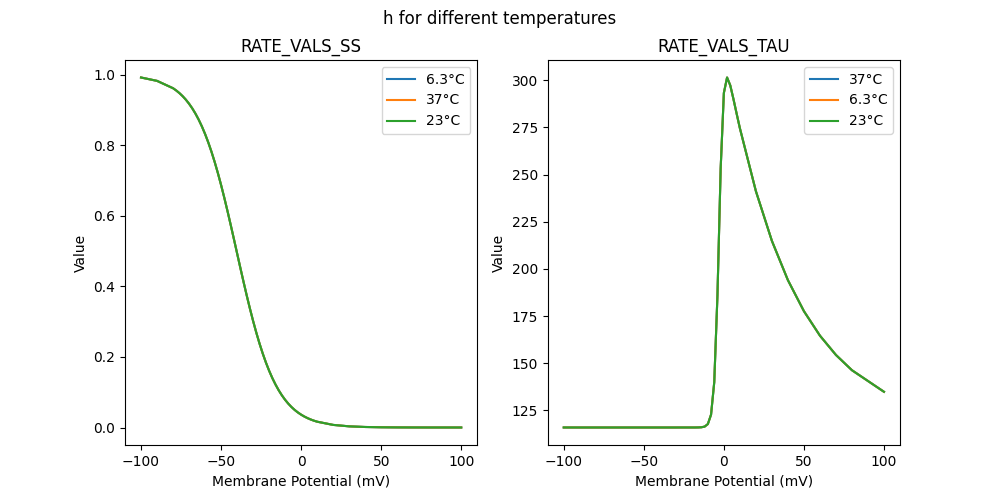 h for different temperatures
RATE_VALS_SS
1.0
0.8
0.6
0.4
0.2
0.0
Value
−100
−50
0
50
100
Membrane Potential (mV)
6.3°C
37°C
23°C
RATE_VALS_TAU
300
275
250
225
200
175
150
125
Value
−100
−50
0
50
100
Membrane Potential (mV)
37°C
6.3°C
23°C